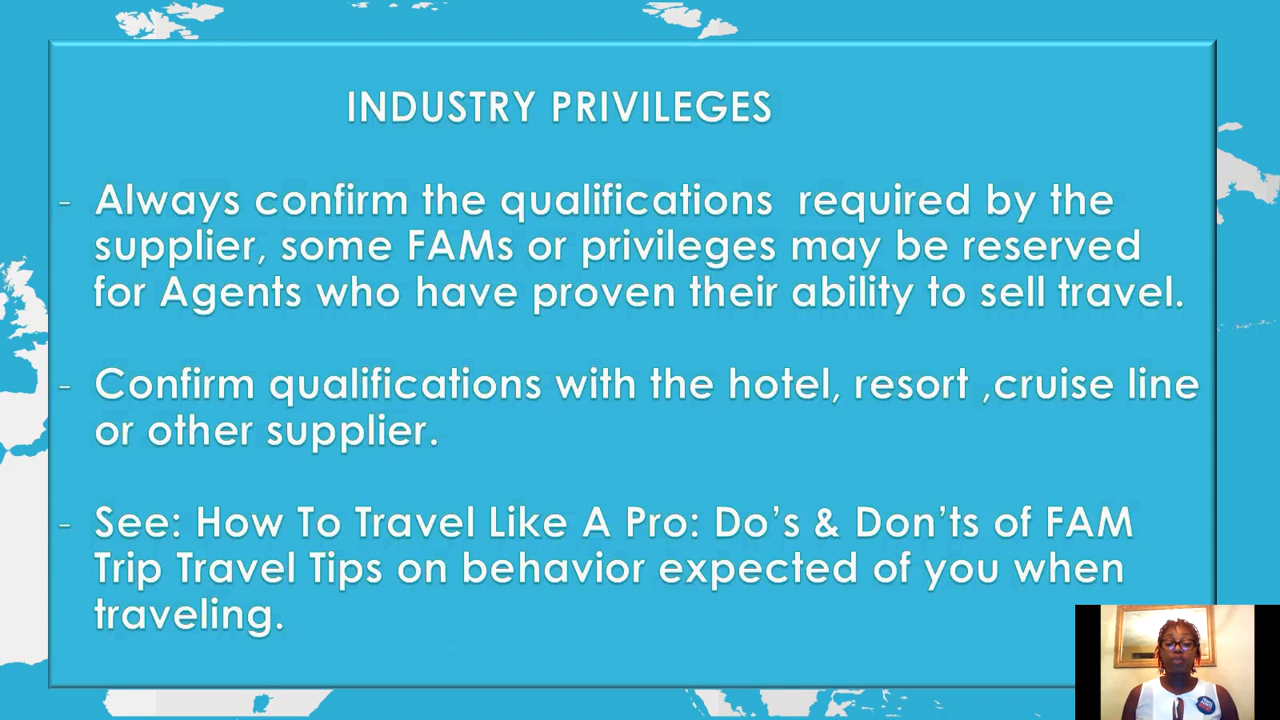 INDUSTRY PRIVILEGES
- Always confirm the qualifications  required by the
supplier, some FAMs or privileges may be reserved
for Agents who have proven their ability to sell travel.
- Confirm qualifications with the hotel, resort ,cruise line
or other supplier.
- See: How To Travel Like A Pro: Do’s & Don’ts of FAM
Trip Travel Tips on behavior expected of you when
traveling.